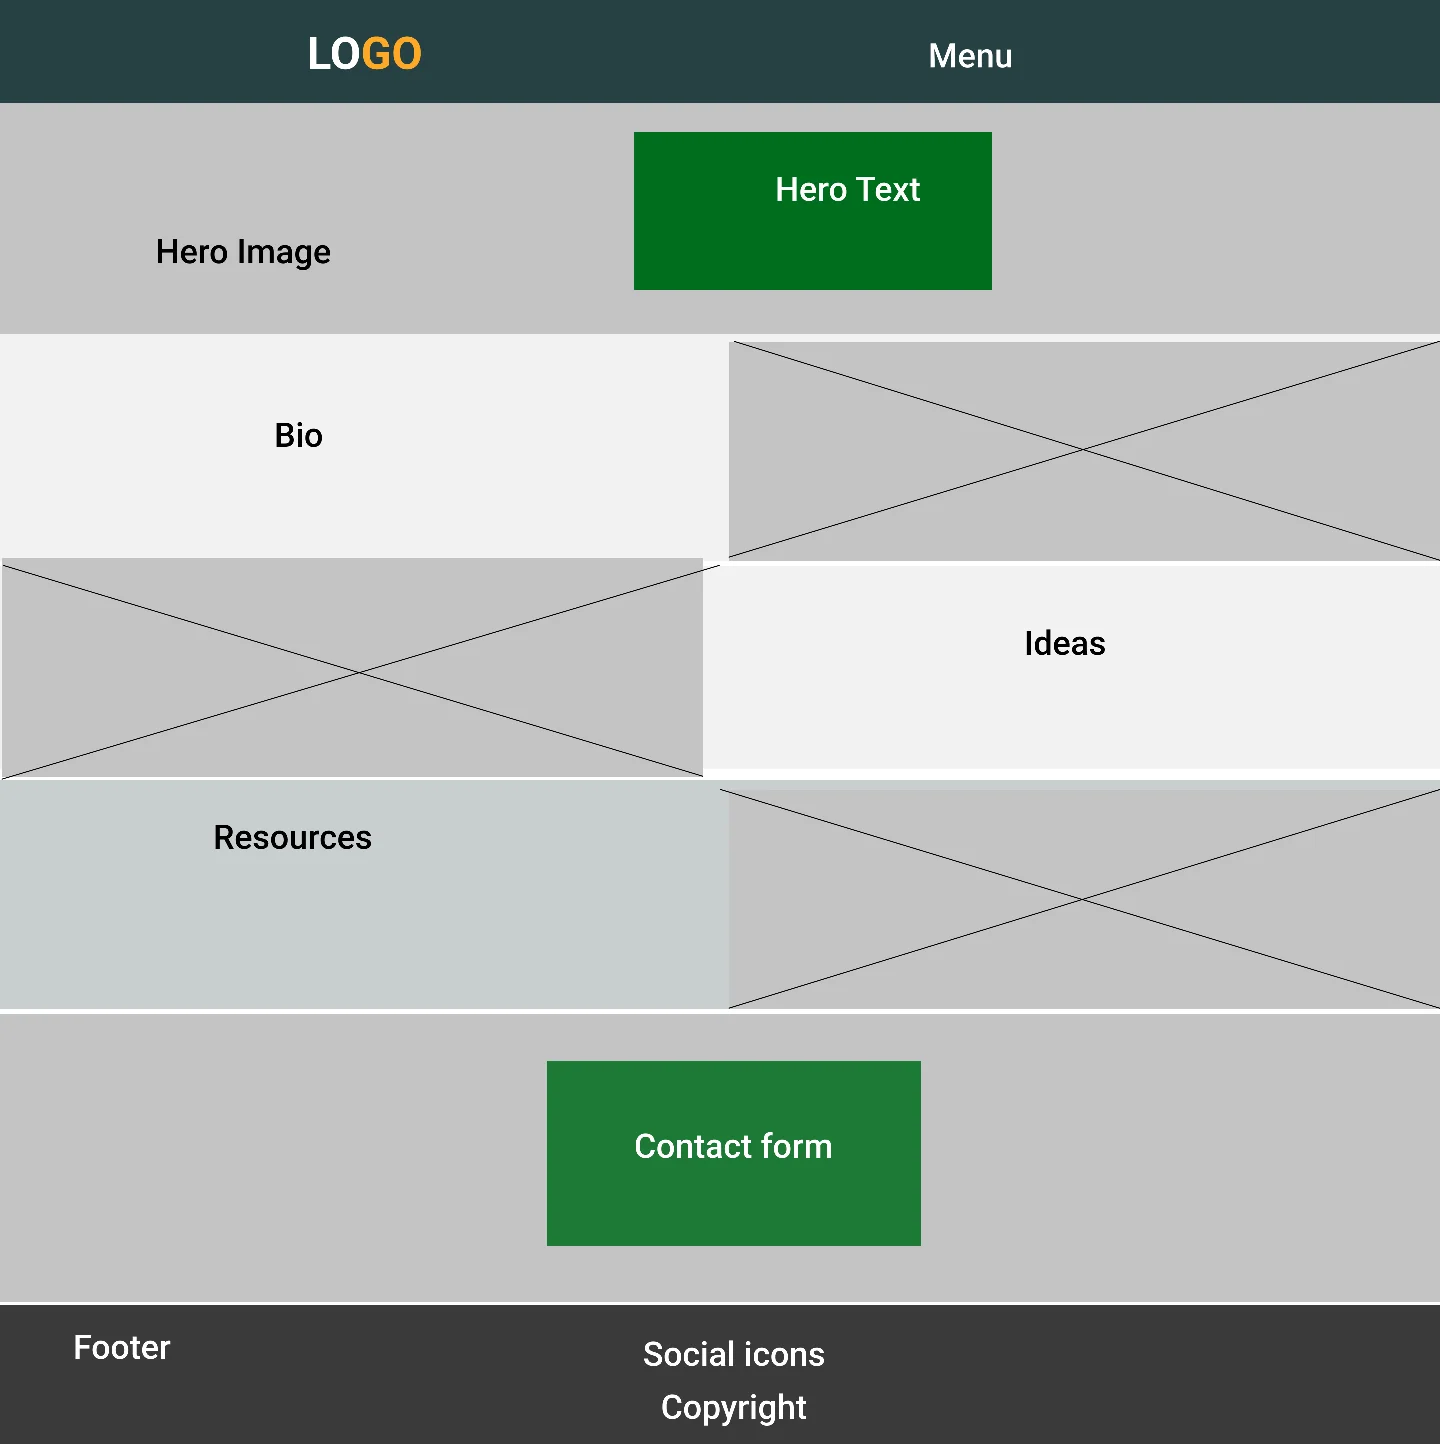 LOGO
Menu
Hero Text
Hero Image
Bio
Ideas
Resources
Contact form
Footer
Social icons
Copyright